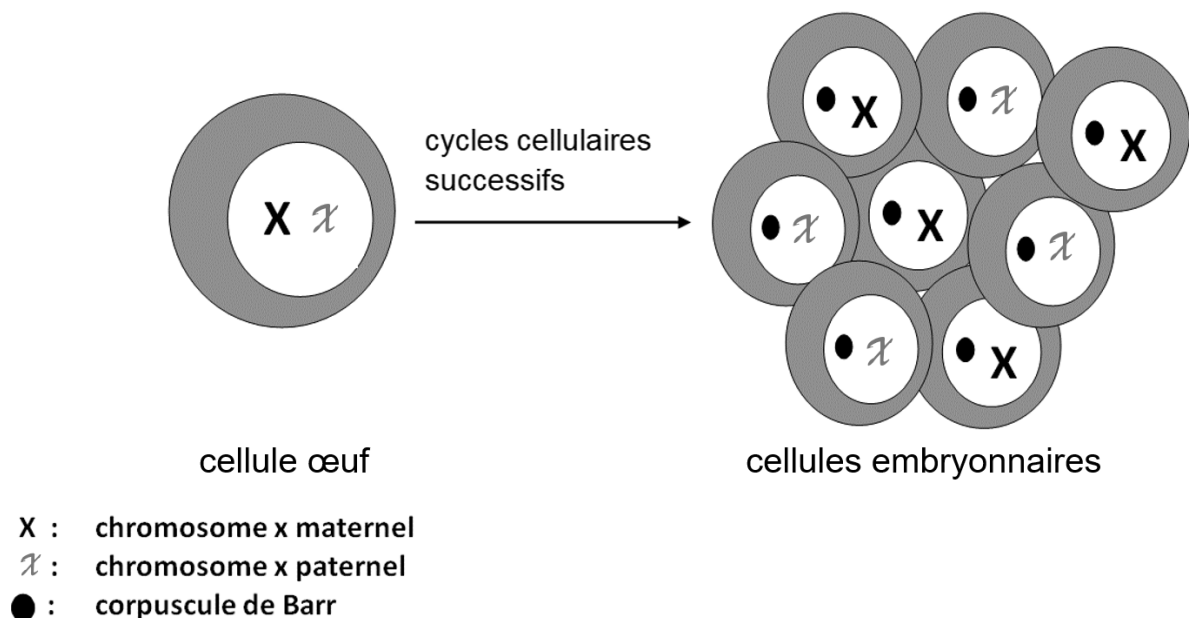 X x
cycles cellulaires
successifs
X x X
x X x
x X
cellule œuf
cellules embryonnaires
X : chromosome x maternel
x : chromosome x paternel
: corpuscule de Barr